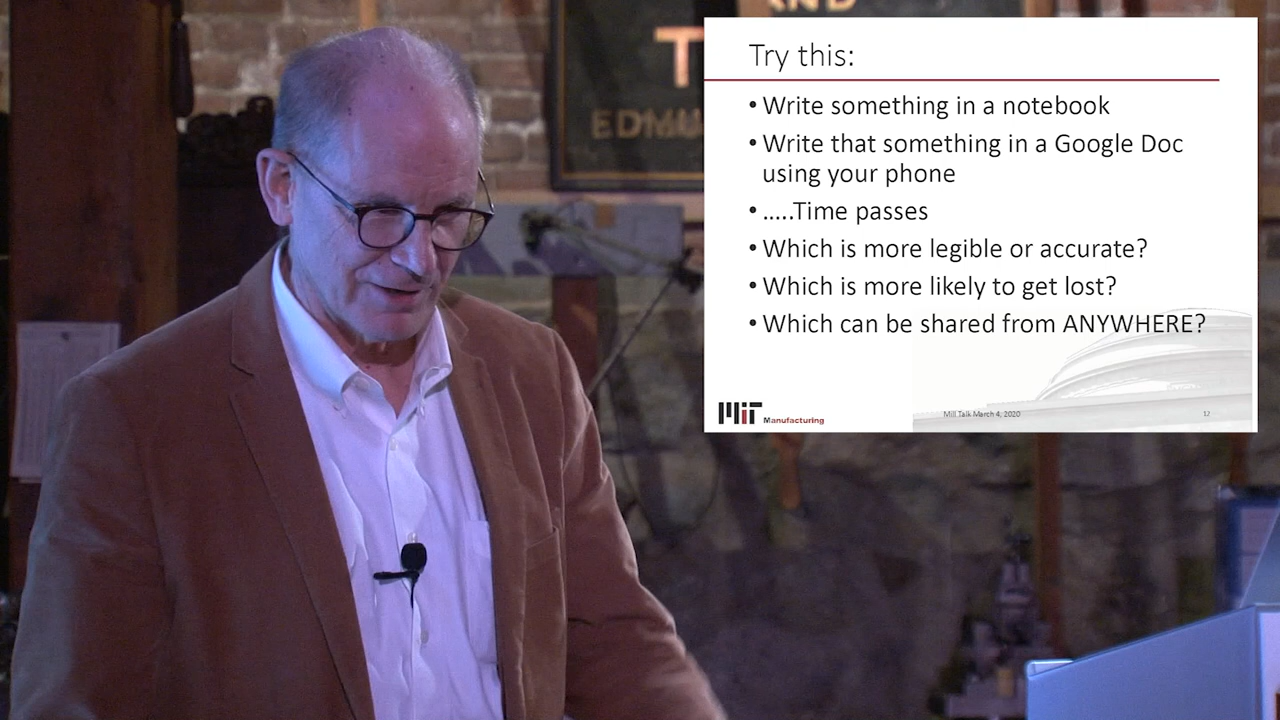 AND
T
EDMU
Try this:
• Write something in a notebook
• Write that something in a Google Doc
using your phone
• .....Time passes
• Which is more legible or accurate?
• Which is more likely to get lost?
• Which can be shared from ANYWHERE?
MIT Manufacturing
Mill Talk March 4, 2020
12